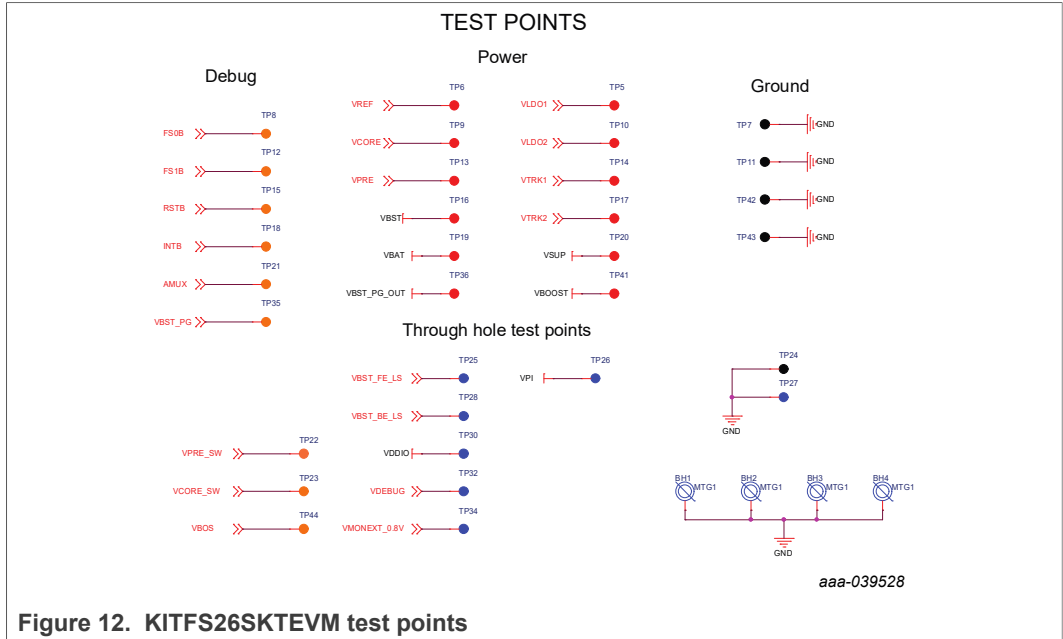 TEST POINTS
Power
Debug
Ground
TP6
TP5
VREF
VLDO1
TP8
TP7
GND
FS0B
TP9
TP10
VCORE
VLDO2
TP12
TP11
GND
FS1B
TP13
TP14
VPRE
VTRK1
TP15
TP42
GND
RSTB
TP16
TP17
VBST
VTRK2
TP18
TP43
GND
INTB
TP19
TP20
VBAT
VSUP
TP21
AMUX
TP36
TP41
VBST_PG_OUT
VBOOST
TP35
VBST_PG
Through hole test points
TP25
TP26
TP24
VBST_FE_LS
VPI
TP27
TP28
VBST_BE_LS
GND
TP22
TP30
VPRE_SW
VDDIO
TP23
TP32
VCORE_SW
VDEBUG
BH1
MTG1
BH2
MTG1
BH3
MTG1
BH4
MTG1
TP44
TP34
VBOS
VMONEXT_0.8V
GND
aaa-039528
Figure 12. KITFS26SKTEVM test points